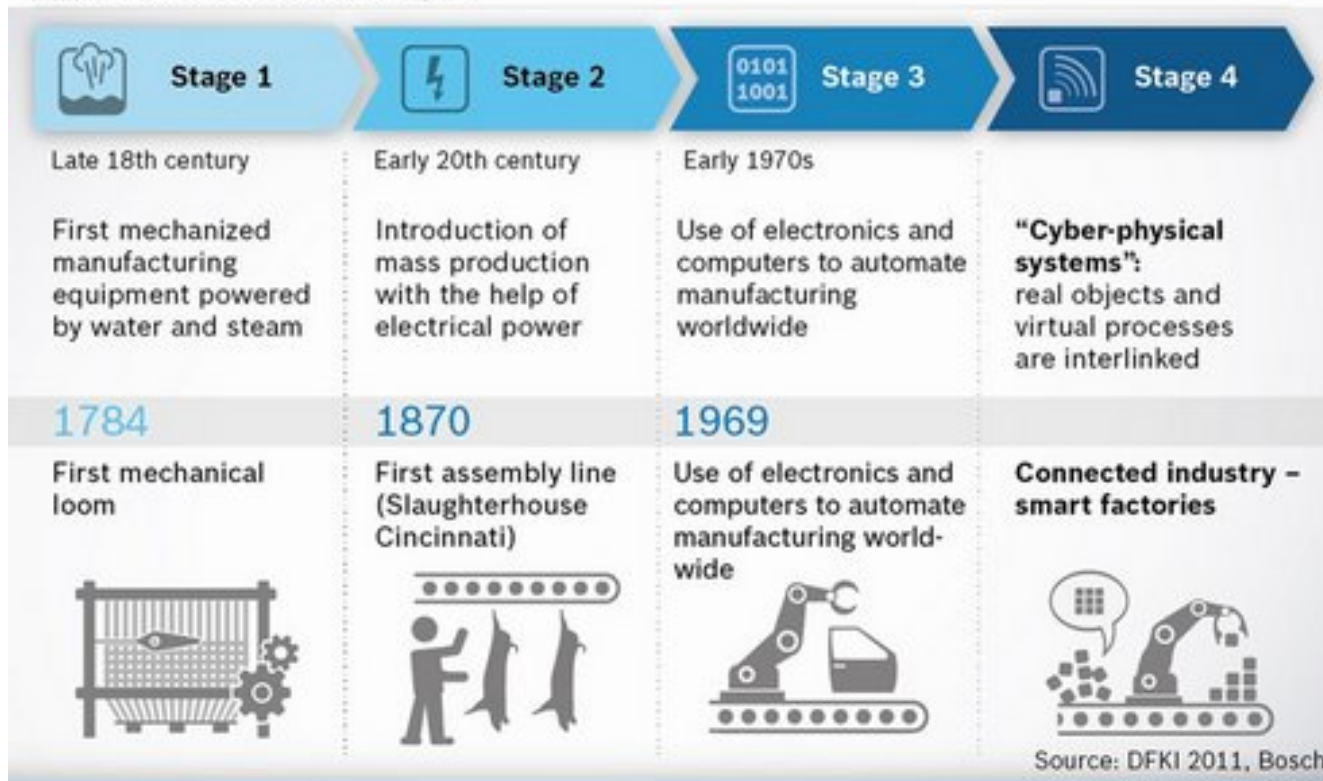 Stage 1
Late 18th century
First mechanized
manufacturing
equipment powered
by water and steam
1784
First mechanical
loom
Stage 2
Early 20th century
Introduction of
mass production
with the help of
electrical power
1870
First assembly line
(Slaughterhouse
Cincinnati)
0101
1001
Stage 3
Early 1970s
Use of electronics and
computers to automate
manufacturing
worldwide
1969
Use of electronics and
computers to automate
manufacturing world-
wide
Stage 4
“Cyber-physical
systems”:
real objects and
virtual processes
are interlinked
Connected industry –
smart factories
Source: DFKI 2011, Bosch